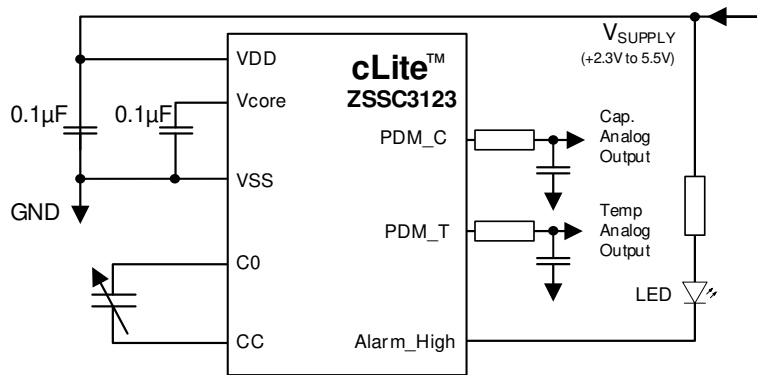 VDD
Vcore
VSS
C0
CC
cLite™
ZSSC3123
PDM_C
PDM_T
Alarm_High
0.1µF
0.1µF
GND
VSUPPLY
(+2.3V to 5.5V)
Cap.
Analog
Output
Temp
Analog
Output
LED